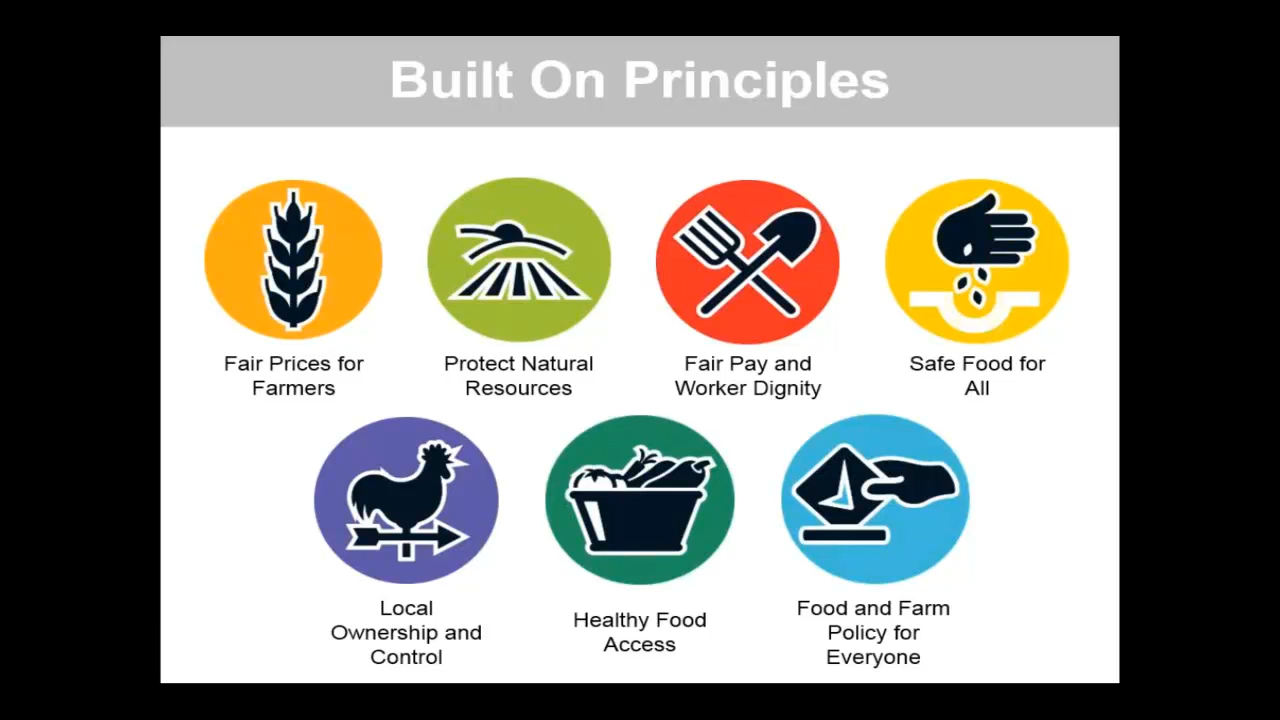 Built On Principles
Fair Prices for
Farmers
Protect Natural
Resources
Fair Pay and
Worker Dignity
Safe Food for
All
Local
Ownership and
Control
Healthy Food
Access
Food and Farm
Policy for
Everyone